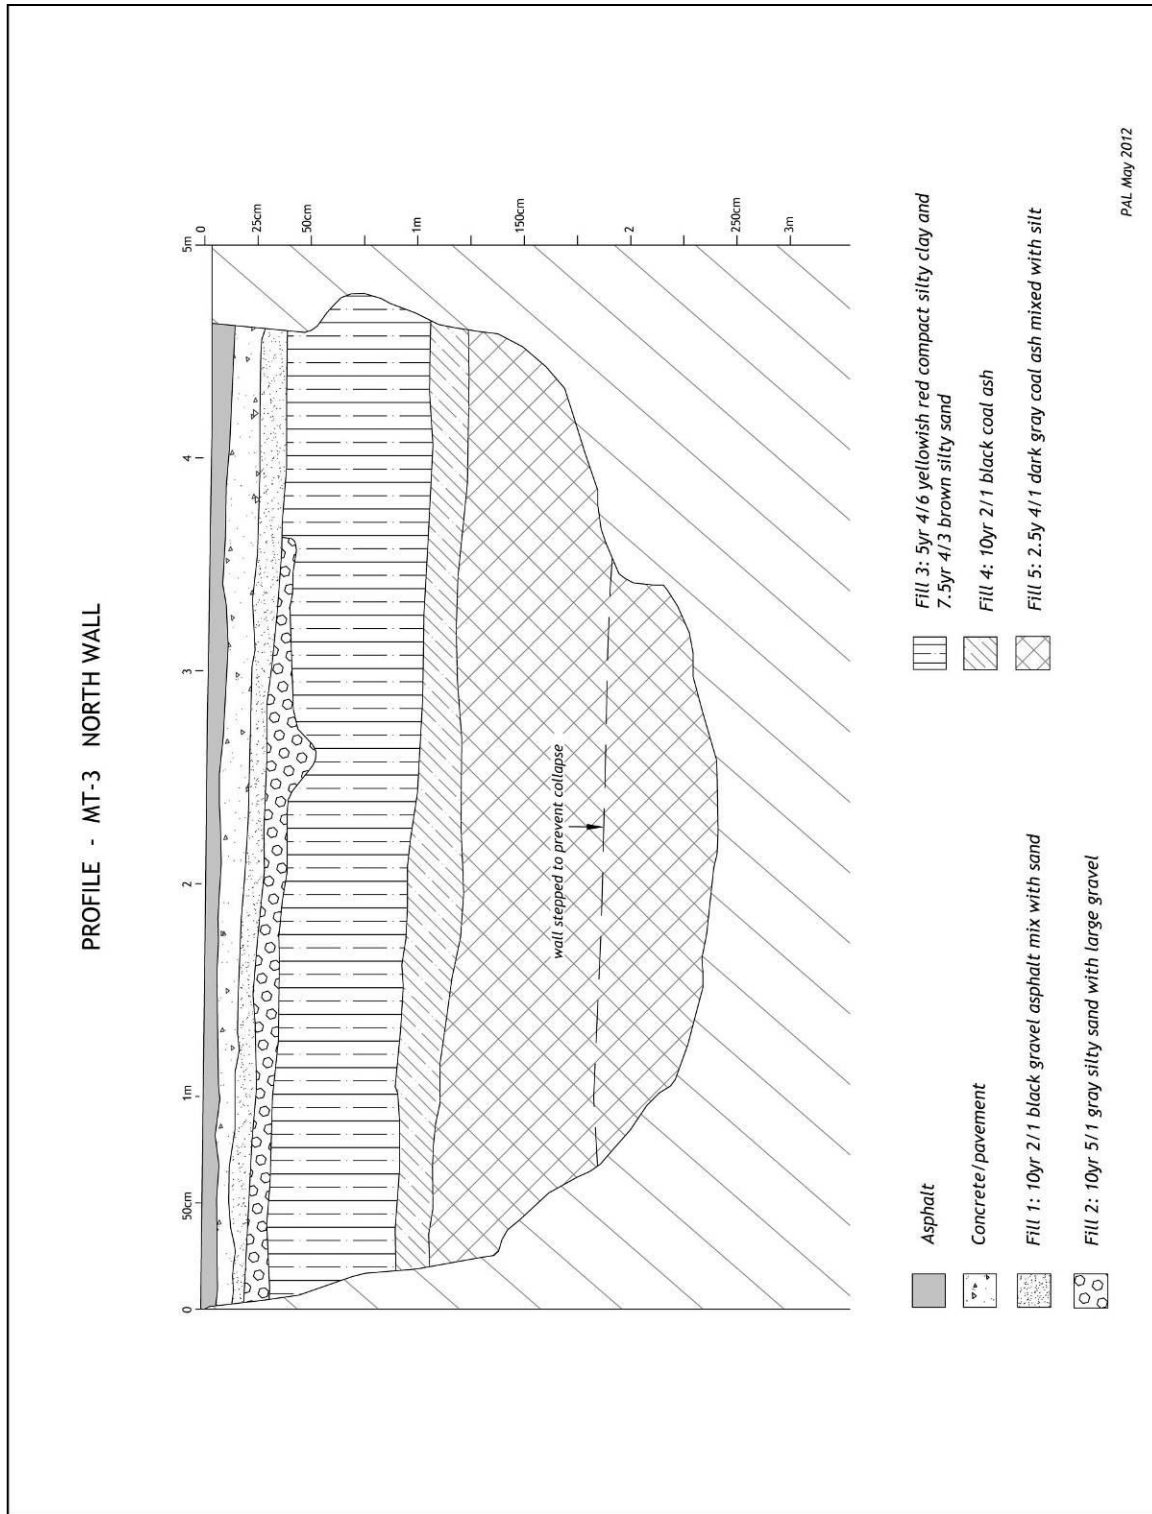 PROFILE - MT-3 NORTH WALL
0
50cm
1m
2
3
4
5m
0
25cm
50cm
1m
150cm
2
250cm
3m
wall stepped to prevent collapse
Asphalt
Concrete/pavement
Fill 1: 10yr 2/1 black gravel asphalt mix with sand
Fill 2: 10yr 5/1 gray silty sand with large gravel
Fill 3: 5yr 4/6 yellowish red compact silty clay and
7.5yr 4/3 brown silty sand
Fill 4: 10yr 2/1 black coal ash
Fill 5: 2.5y 4/1 dark gray coal ash mixed with silt
PAL May 2012